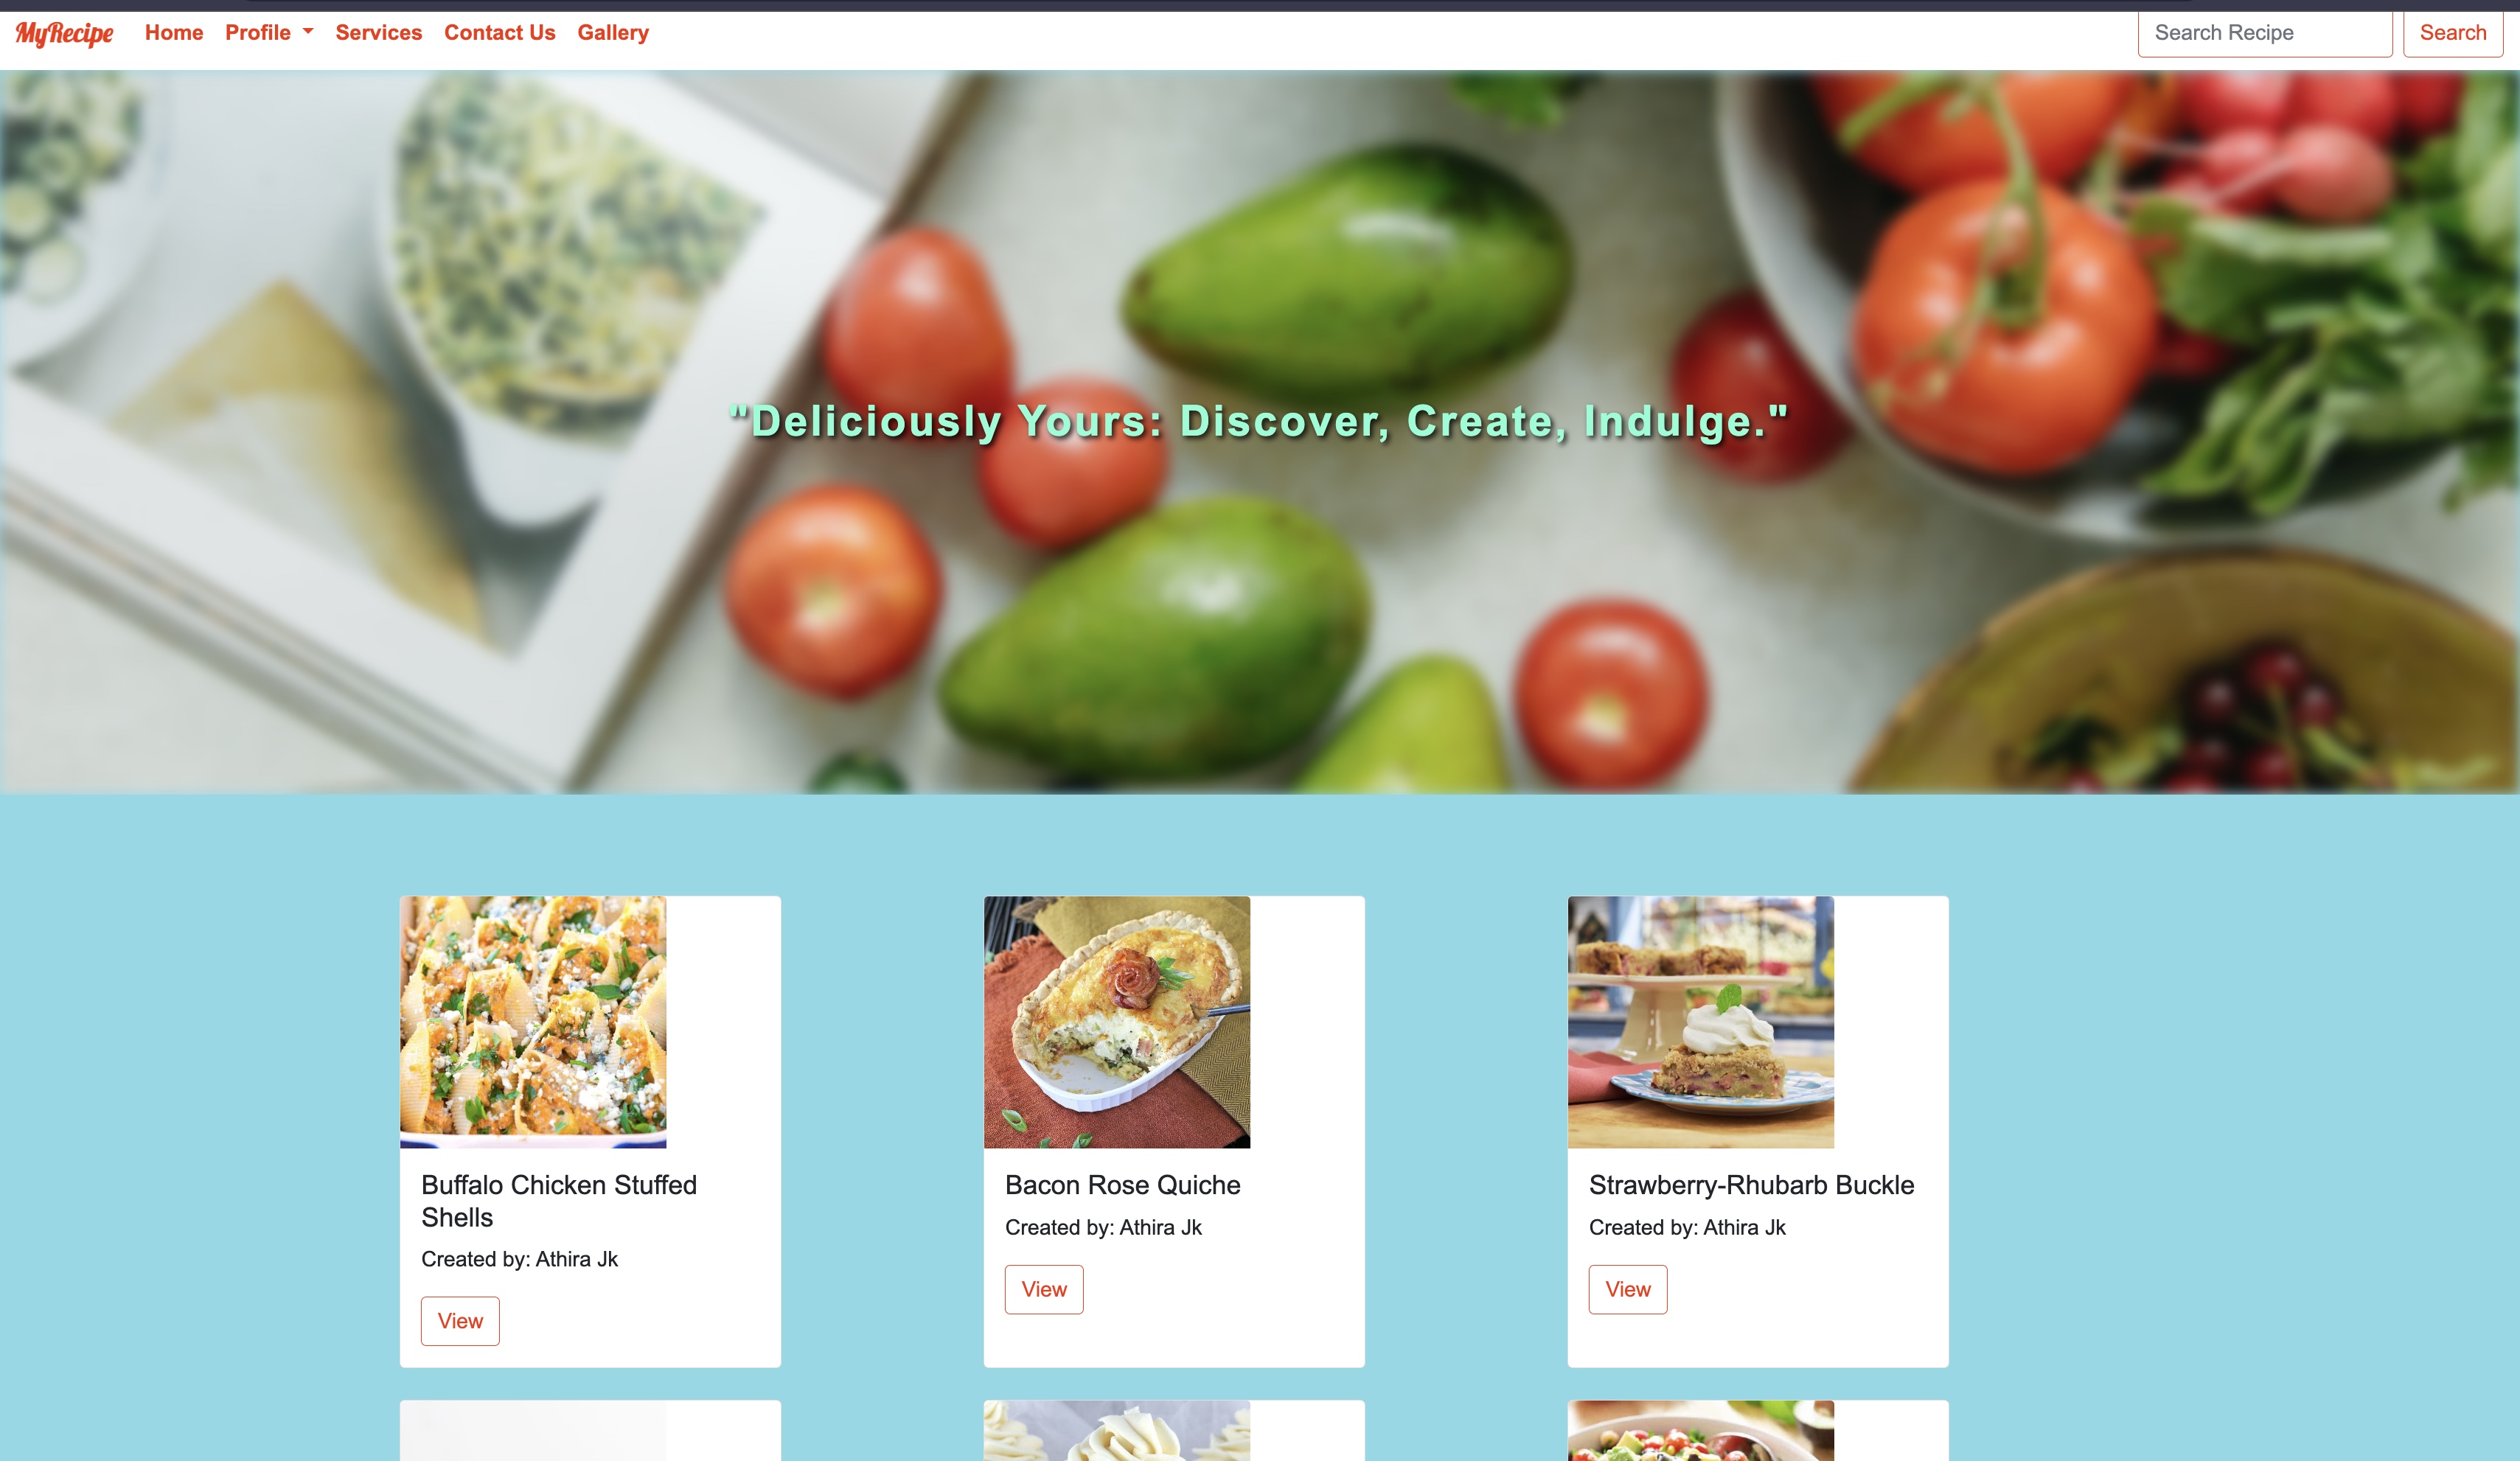 MyRecipe Home Profile Services Contact Us Gallery Search Recipe Search
"Deliciously Yours: Discover, Create, Indulge."
Buffalo Chicken Stuffed
Shells
Created by: Athira Jk
View
Bacon Rose Quiche
Created by: Athira Jk
View
Strawberry-Rhubarb Buckle
Created by: Athira Jk
View